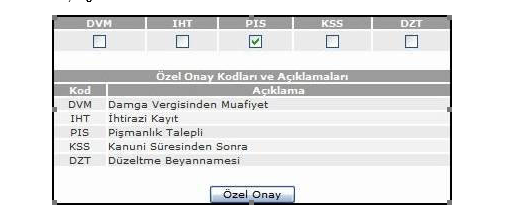 DVM IHT PIS KSS DZT
Özel Onay Kodları ve Açıklamaları
Kod Açıklama
DVM Damga Vergisinden Muafiyet
IHT İhtirazi Kayıt
PIS Pişmanlık Talepli
KSS Kanuni Süresinden Sonra
DZT Düzeltme Beyannamesi
Özel Onay